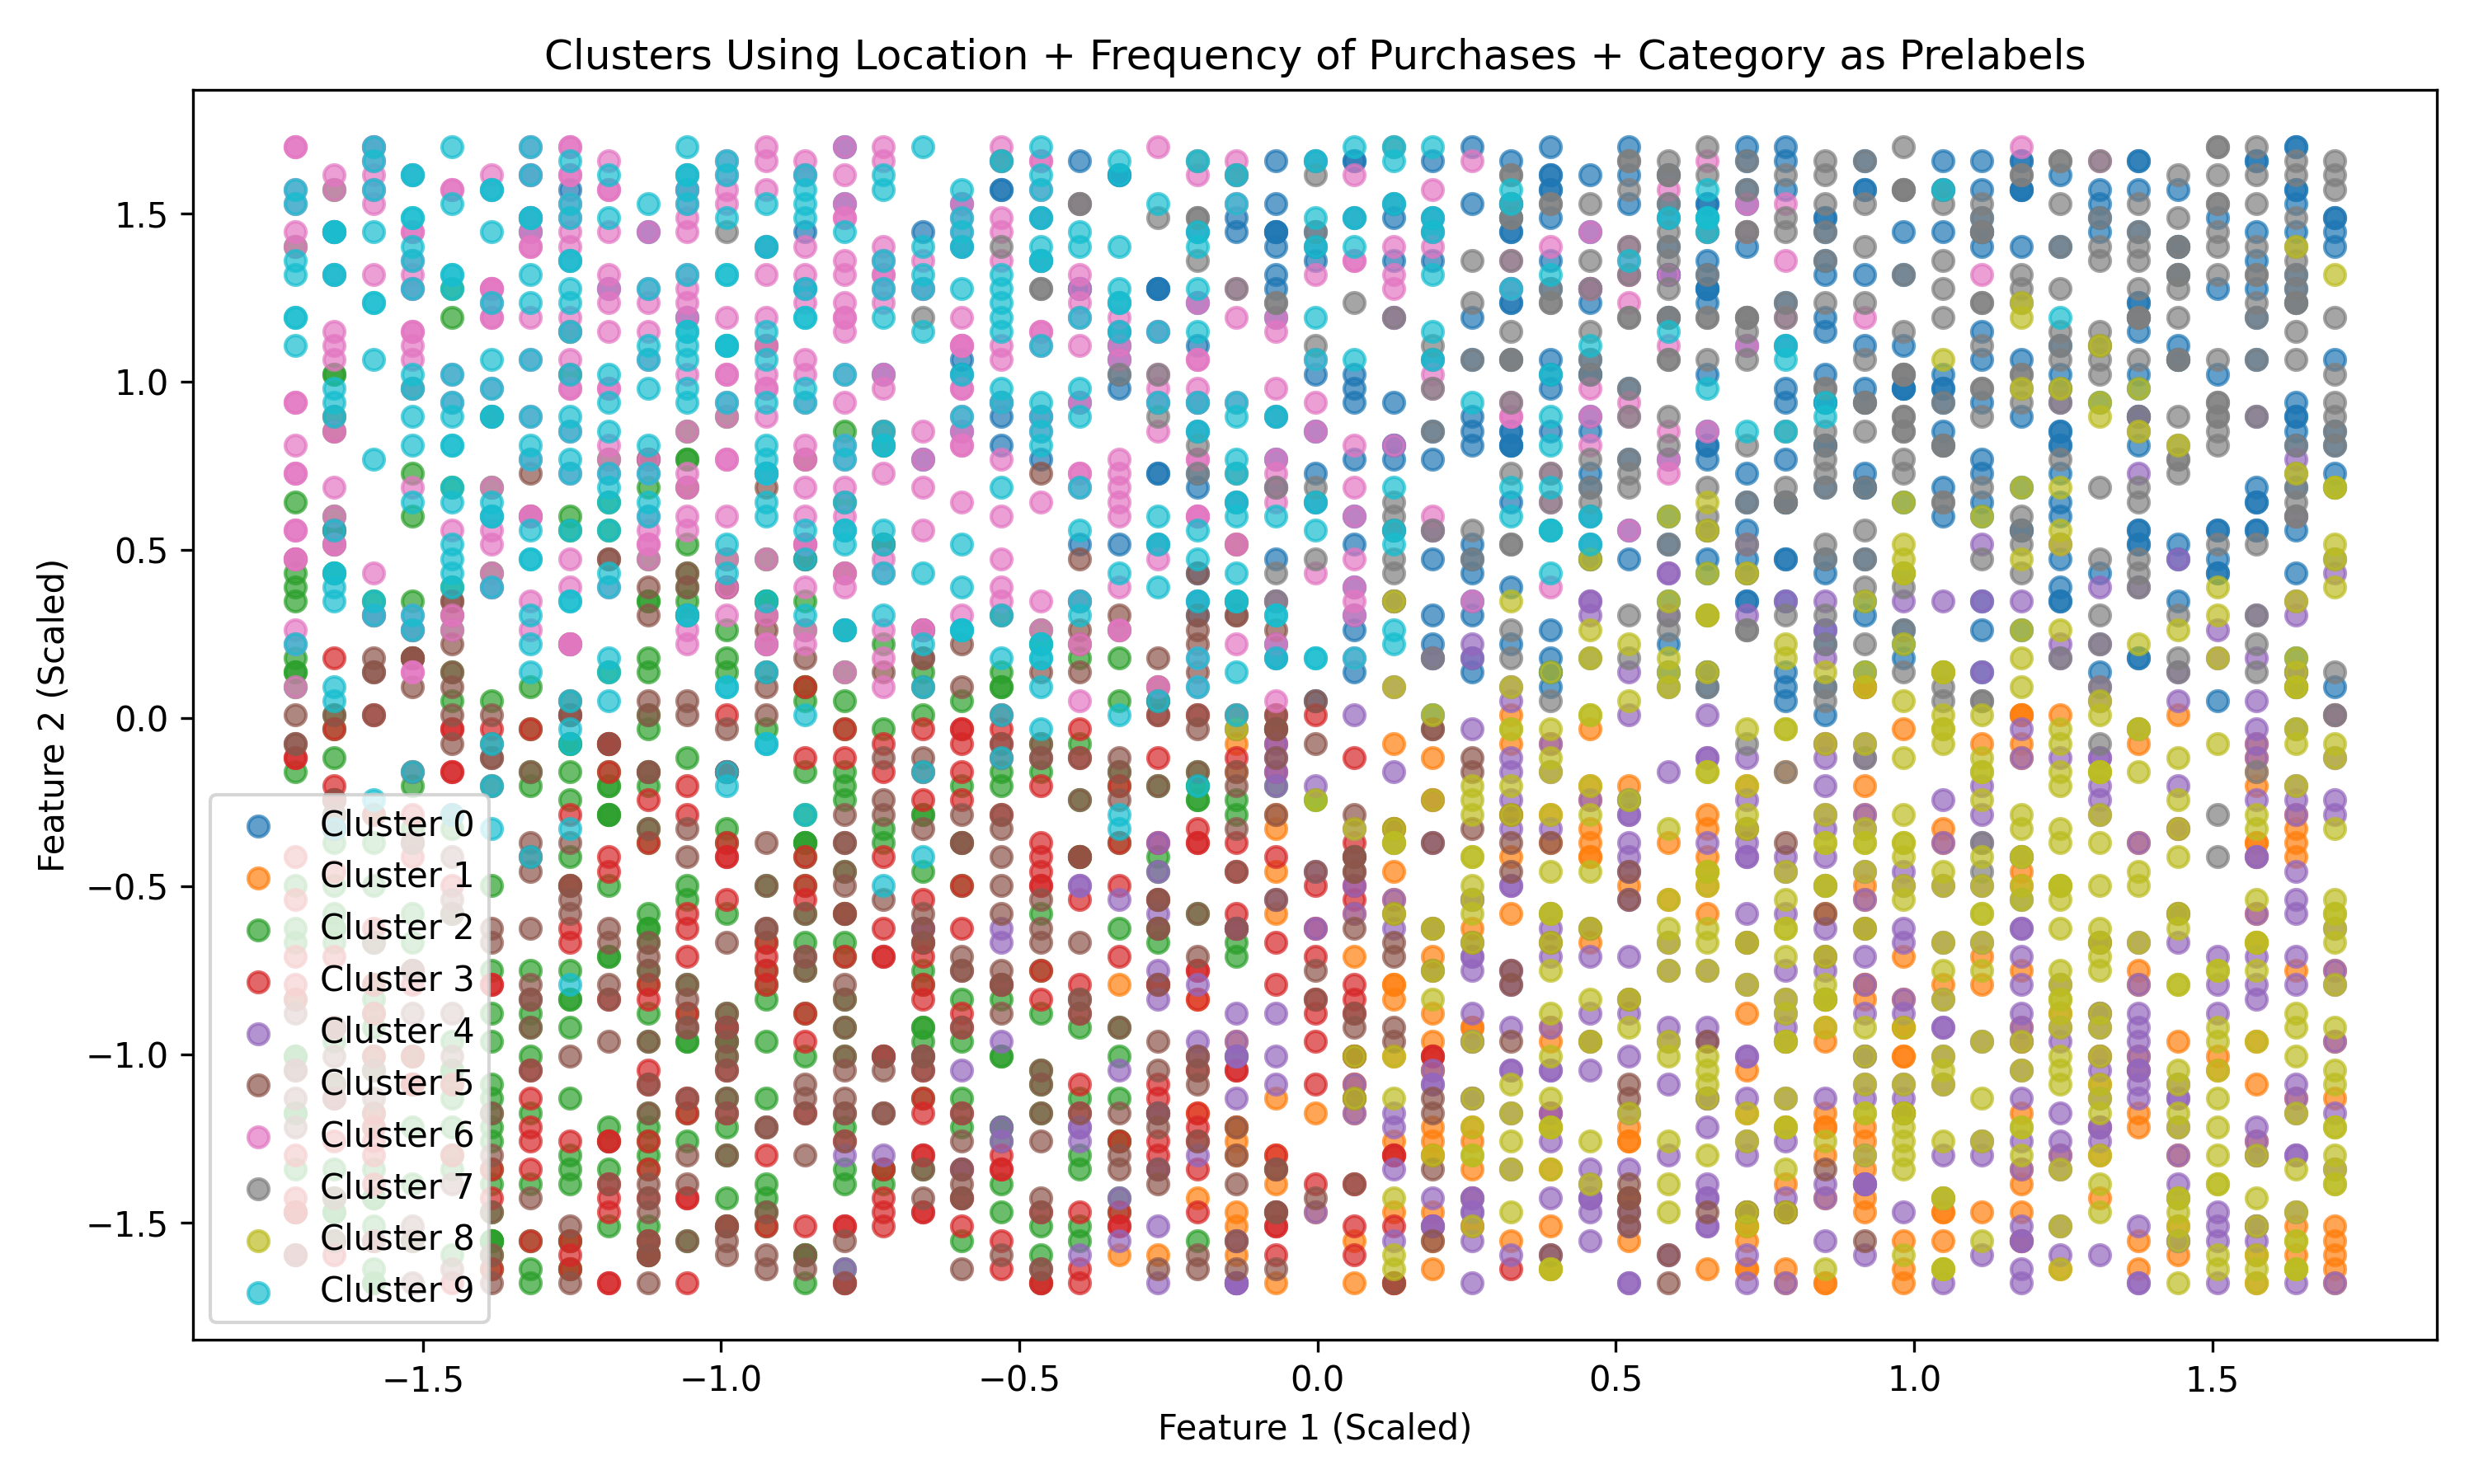 Clusters Using Location + Frequency of Purchases + Category as Prelabels
Feature 2 (Scaled)
1.5
1.0
0.5
0.0
−0.5
−1.0
−1.5
Cluster 0
Cluster 1
Cluster 2
Cluster 3
Cluster 4
Cluster 5
Cluster 6
Cluster 7
Cluster 8
Cluster 9
−1.5 −1.0 −0.5 0.0 0.5 1.0 1.5
Feature 1 (Scaled)